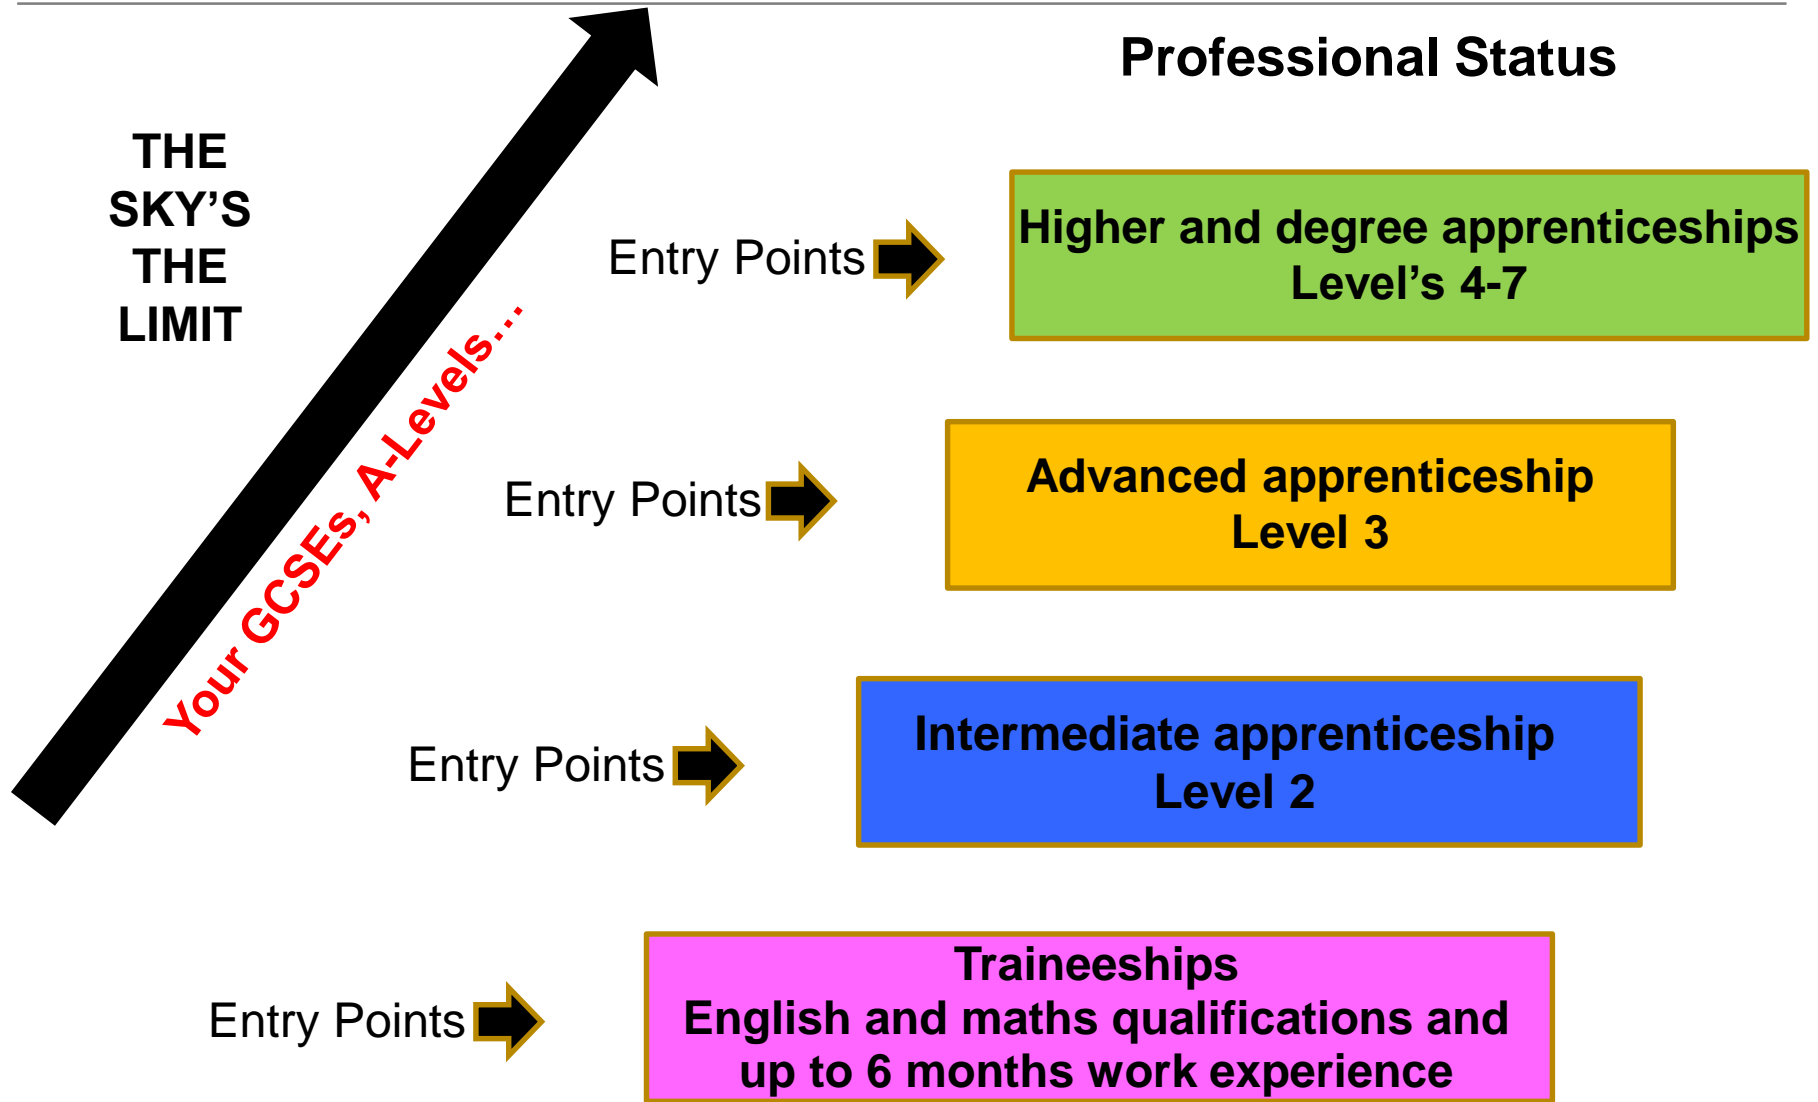 Professional Status
THE
SKY’S
THE
LIMIT
Your GCSEs, A-Levels…
Entry Points
Higher and degree apprenticeships
Level’s 4-7
Entry Points
Advanced apprenticeship
Level 3
Entry Points
Intermediate apprenticeship
Level 2
Entry Points
Traineeships
English and maths qualifications and
up to 6 months work experience